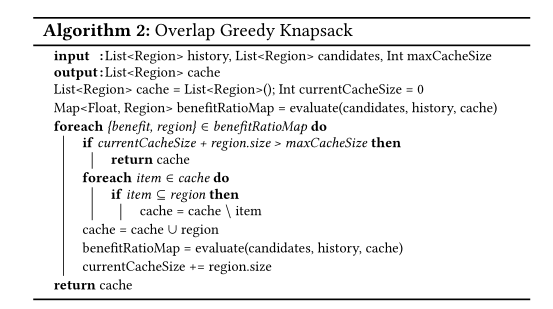 Algorithm 2: Overlap Greedy Knapsack
input :List<Region> history, List<Region> candidates, Int maxCacheSize
output:List<Region> cache
List<Region> cache = List<Region>(); Int currentCacheSize = 0
Map<Float, Region> benefitRatioMap = evaluate(candidates, history, cache)
foreach {benefit, region} ∈ benefitRatioMap do
if currentCacheSize + region.size > maxCacheSize then
return cache
foreach item ∈ cache do
if item ⊆ region then
cache = cache \ item
cache = cache ∪ region
benefitRatioMap = evaluate(candidates, history, cache)
currentCacheSize += region.size
return cache